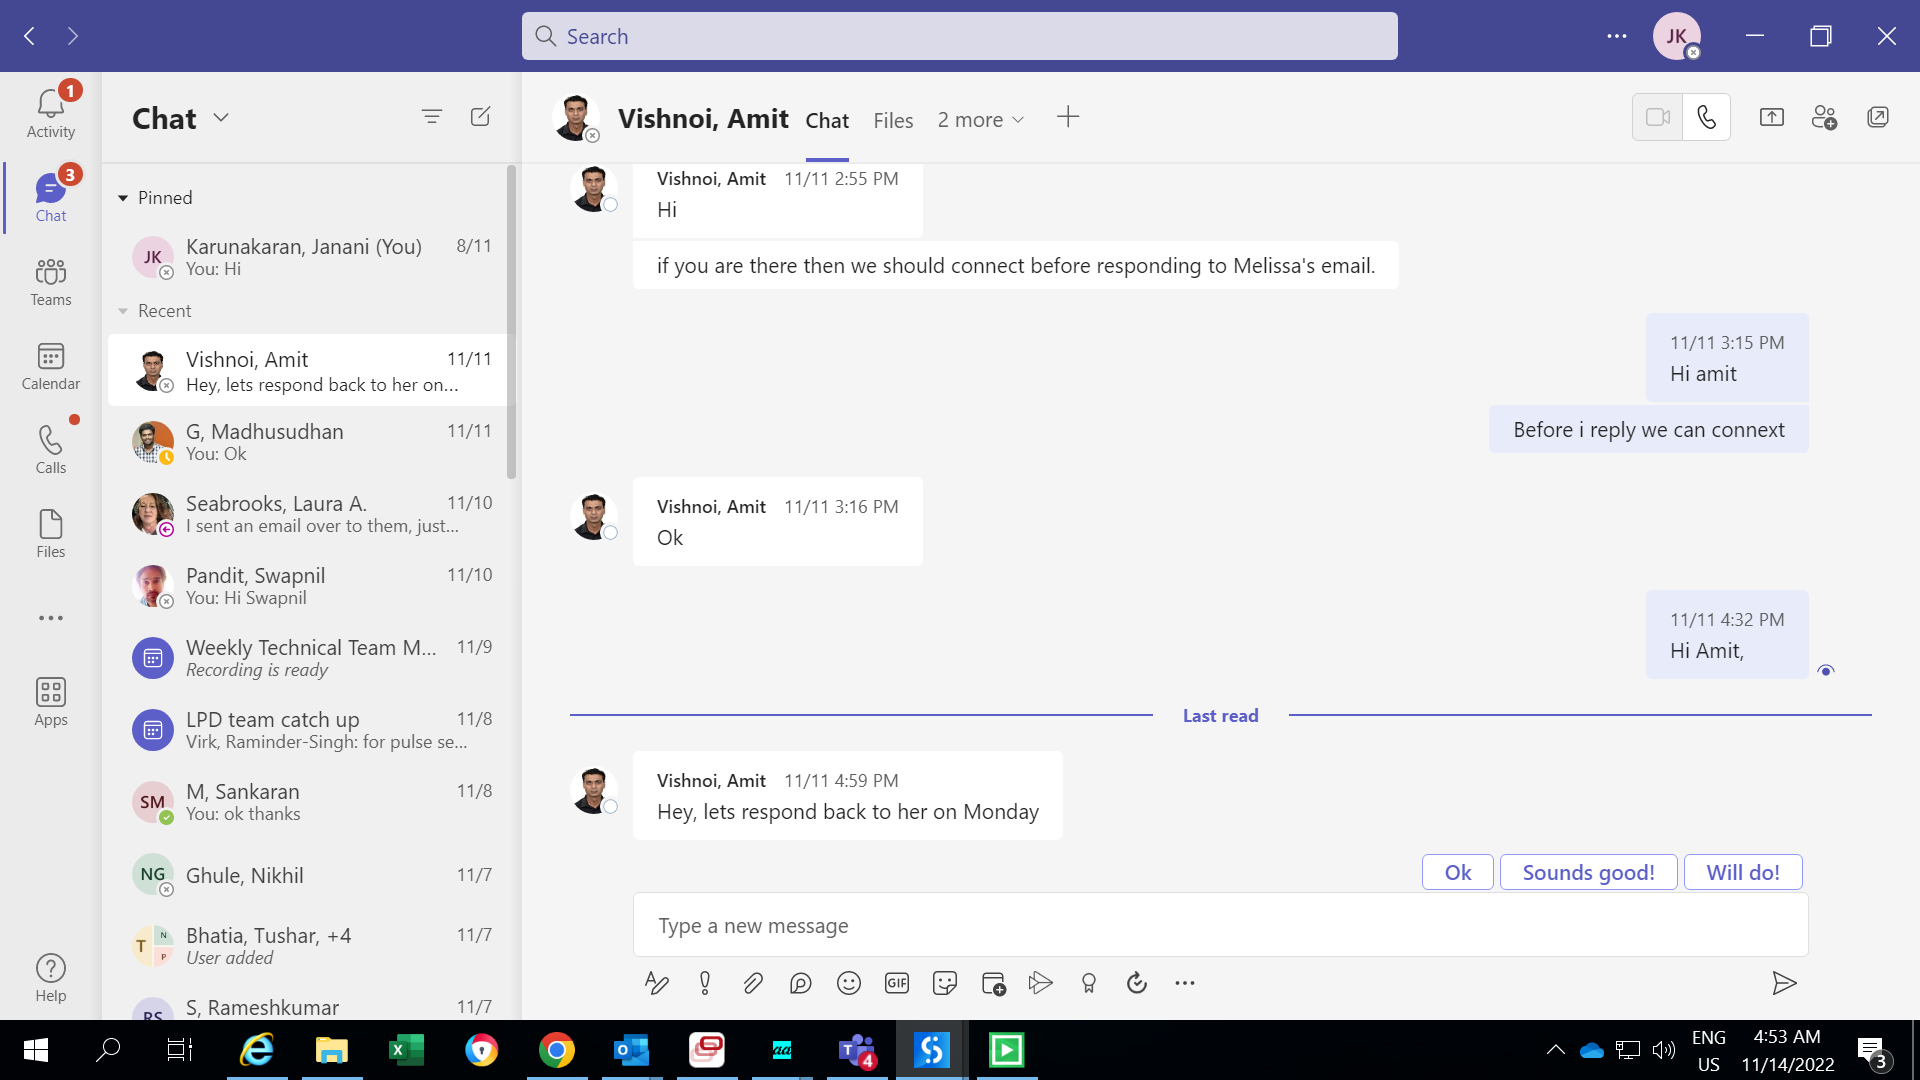 Search
JK
1
Activity
3
Chat
Teams
Calendar
Calls
Files
Apps
Help
Chat
Pinned
JK
Karunakaran, Janani (You) 8/11
You: Hi
Recent
Vishnoi, Amit 11/11
Hey, lets respond back to her on...
G, Madhusudhan 11/11
You: Ok
Seabrooks, Laura A. 11/10
I sent an email over to them, just...
Pandit, Swapnil 11/10
You: Hi Swapnil
Weekly Technical Team M... 11/9
Recording is ready
LPD team catch up 11/8
Virk, Raminder-Singh: for pulse se...
SM
M, Sankaran 11/8
You: ok thanks
NG
Ghule, Nikhil 11/7
T N P
Bhatia, Tushar, +4 11/7
User added
RS
S, Rameshkumar 11/7
Vishnoi, Amit Chat Files 2 more
Vishnoi, Amit 11/11 2:55 PM
Hi
if you are there then we should connect before responding to Melissa's email.
11/11 3:15 PM
Hi amit
Before i reply we can connext
Vishnoi, Amit 11/11 3:16 PM
Ok
11/11 4:32 PM
Hi Amit,
Last read
Vishnoi, Amit 11/11 4:59 PM
Hey, lets respond back to her on Monday
Ok Sounds good! Will do!
Type a new message
GIF
4
ENG
US
4:53 AM
11/14/2022
3